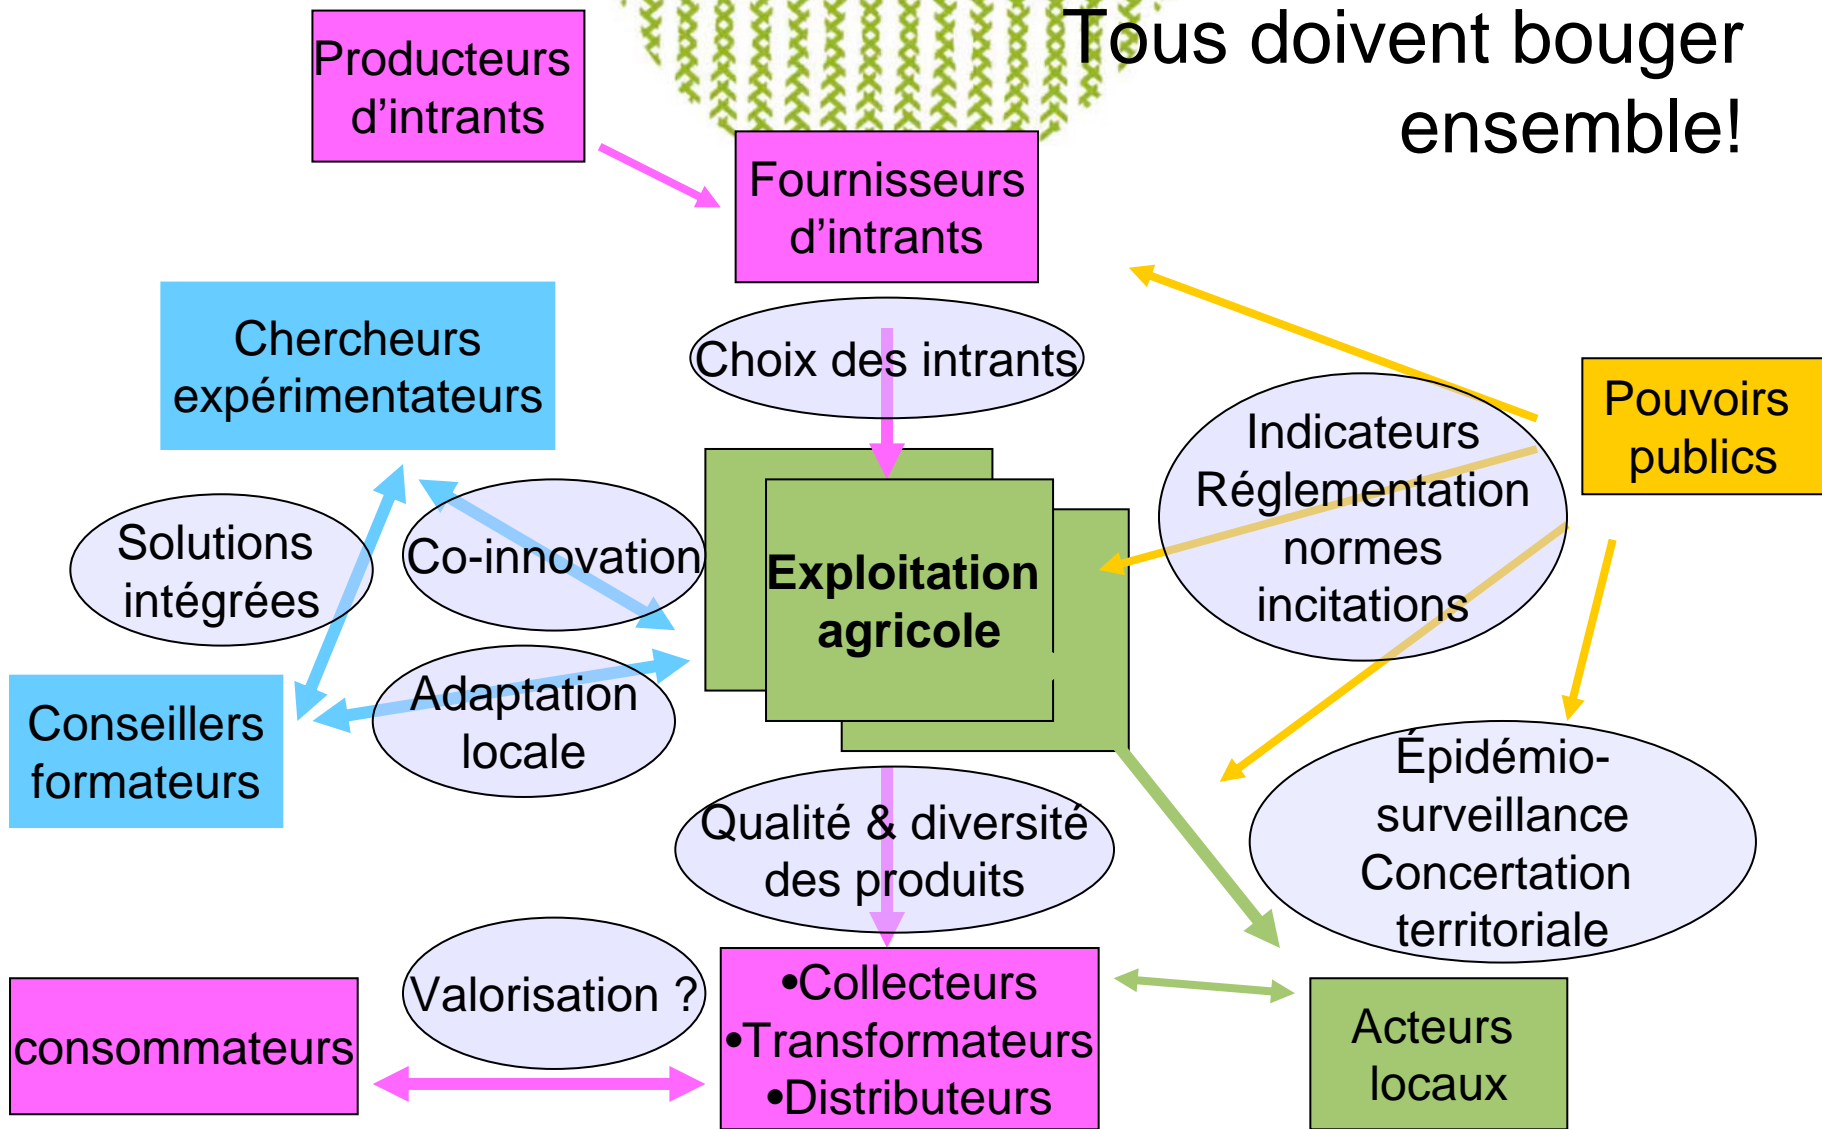 Tous doivent bouger
ensemble!
Producteurs
d'intrants
Fournisseurs
d'intrants
Chercheurs
expérimentateurs
Choix des intrants
Pouvoirs
publics
Indicateurs
Réglementation
normes
incitations
Solutions
intégrées
Co-innovation
Exploitation
agricole
Conseillers
formateurs
Adaptation
locale
Épidémio-
surveillance
Concertation
territoriale
Qualité & diversité
des produits
Valorisation ?
consommateurs
•Collecteurs
•Transformateurs
•Distributeurs
Acteurs
locaux